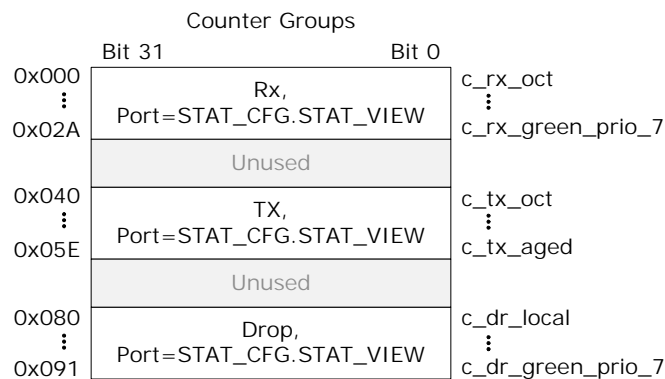 Counter Groups
Bit 31 Bit 0
0x000 Rx, c_rx_oct
0x02A Port=STAT_CFG.STAT_VIEW c_rx_green_prio_7
Unused
0x040 TX, c_tx_oct
0x05E Port=STAT_CFG.STAT_VIEW c_tx_aged
Unused
0x080 Drop, c_dr_local
0x091 Port=STAT_CFG.STAT_VIEW c_dr_green_prio_7